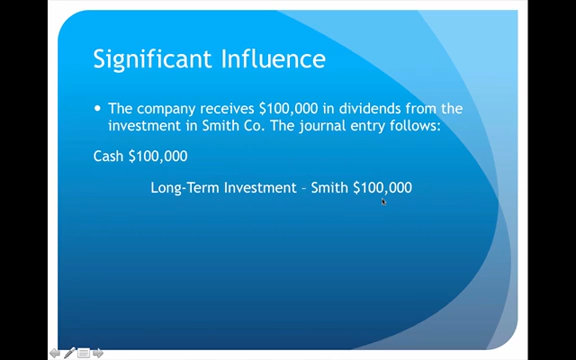 Significant Influence
• The company receives $100,000 in dividends from the
investment in Smith Co. The journal entry follows:
Cash $100,000
Long-Term Investment – Smith $100,000